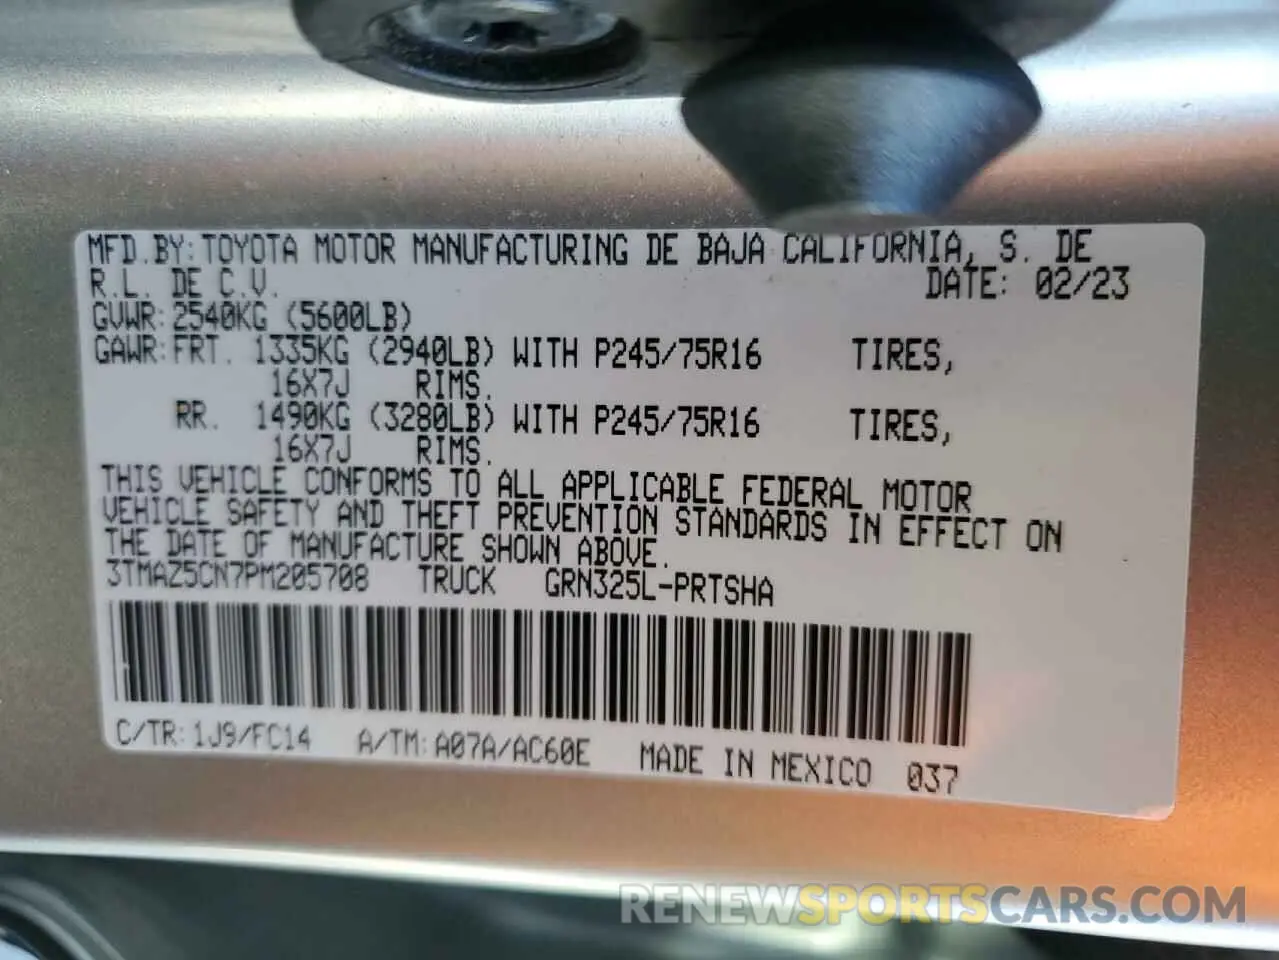 MFD.BY: TOYOTA MOTOR MANUFACTURING DE BAJA CALIFORNIA, S. DE
R.L. DE C.V. DATE: 02/23
GVWR: 2540KG (5600LB)
GAWR: FRT. 1335KG (2940LB) WITH P245/75R16 TIRES,
16X7J RIMS.
RR. 1490KG (3280LB) WITH P245/75R16 TIRES,
16X7J RIMS.
THIS VEHICLE CONFORMS TO ALL APPLICABLE FEDERAL MOTOR
VEHICLE SAFETY AND THEFT PREVENTION STANDARDS IN EFFECT ON
THE DATE OF MANUFACTURE SHOWN ABOVE.
3TMAZ5CN7PM205708 TRUCK GRN325L-PRTSHA
C/TR: 1J9/FC14 A/TM: A07A/AC60E MADE IN MEXICO 037
RENEWSPORTSCARS.COM